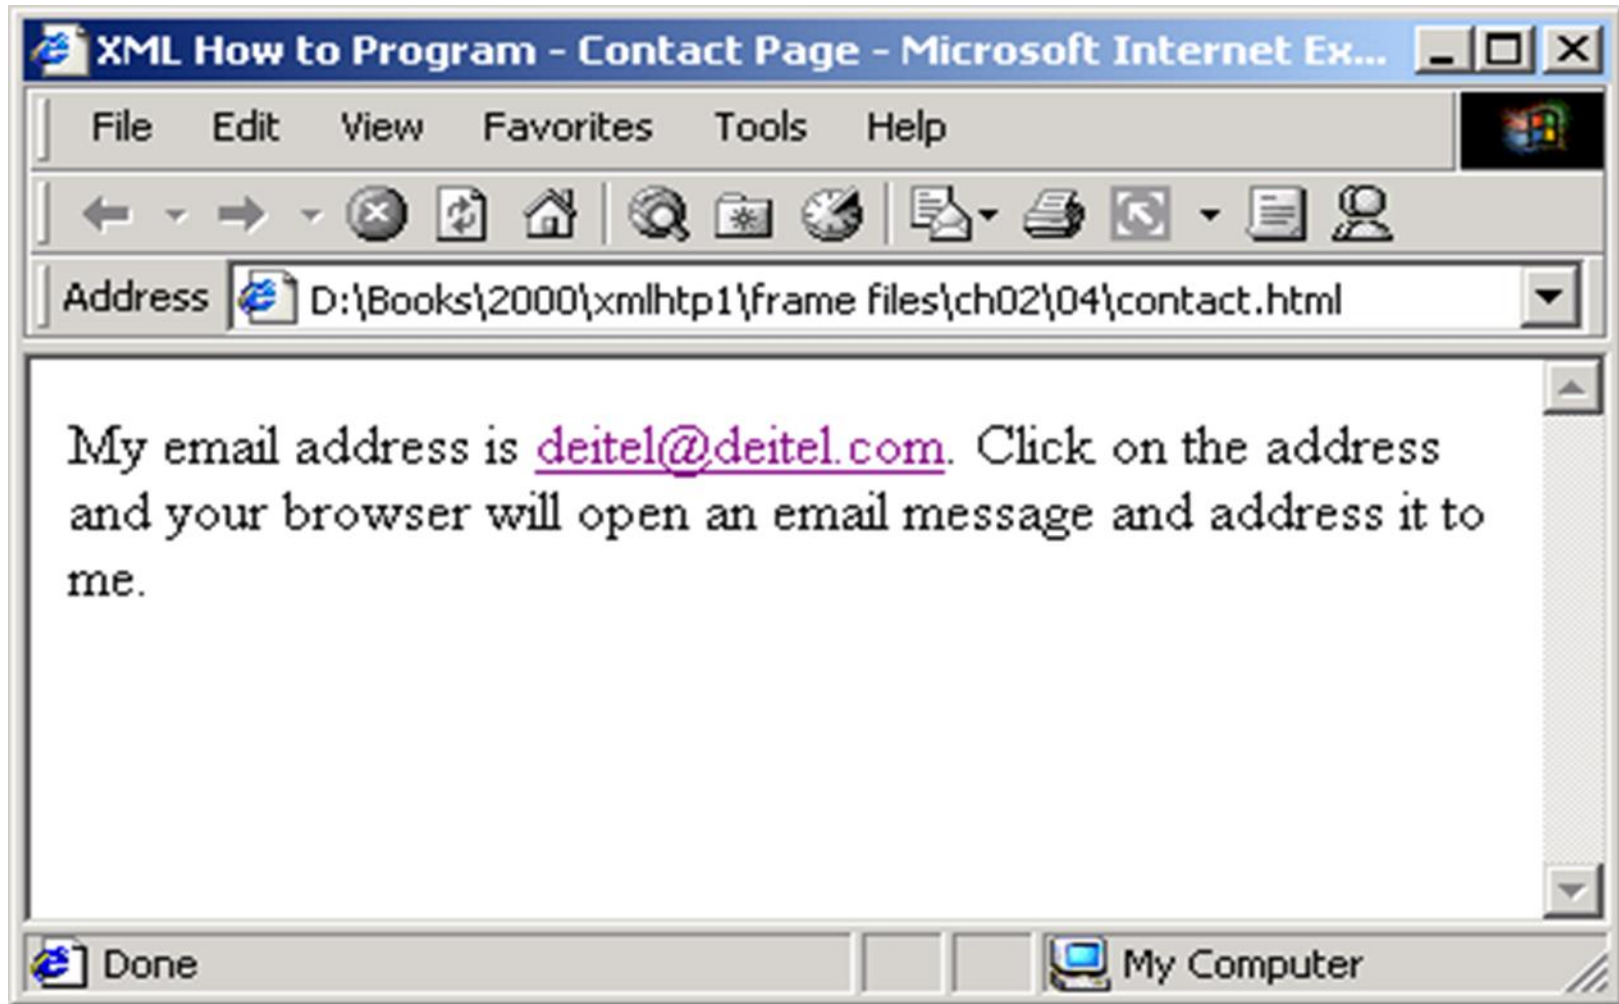 XML How to Program - Contact Page - Microsoft Internet Ex...
File Edit View Favorites Tools Help
Address D:\Books\2000\xmlhtp1\frame files\ch02\04\contact.html
My email address is deitel@deitel.com. Click on the address
and your browser will open an email message and address it to
me.
Done My Computer